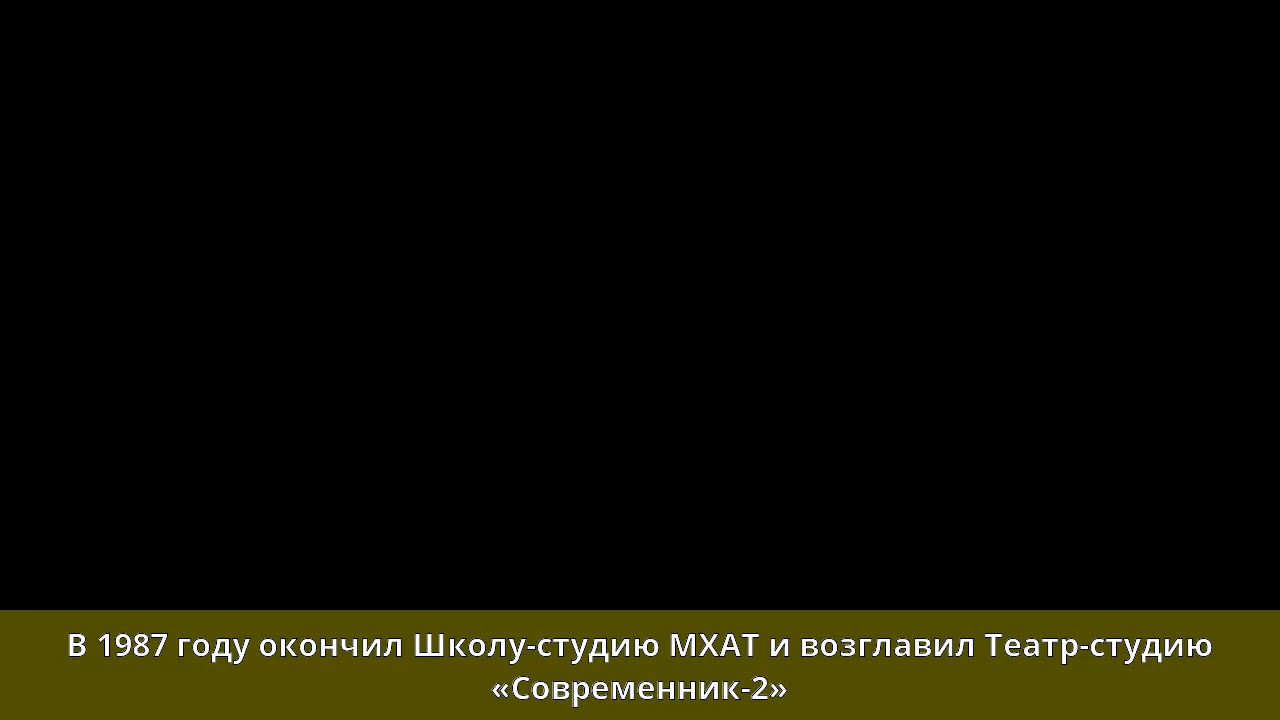 В 1987 году окончил Школу-студию МХАТ и возглавил Театр-студию
«Современник-2»